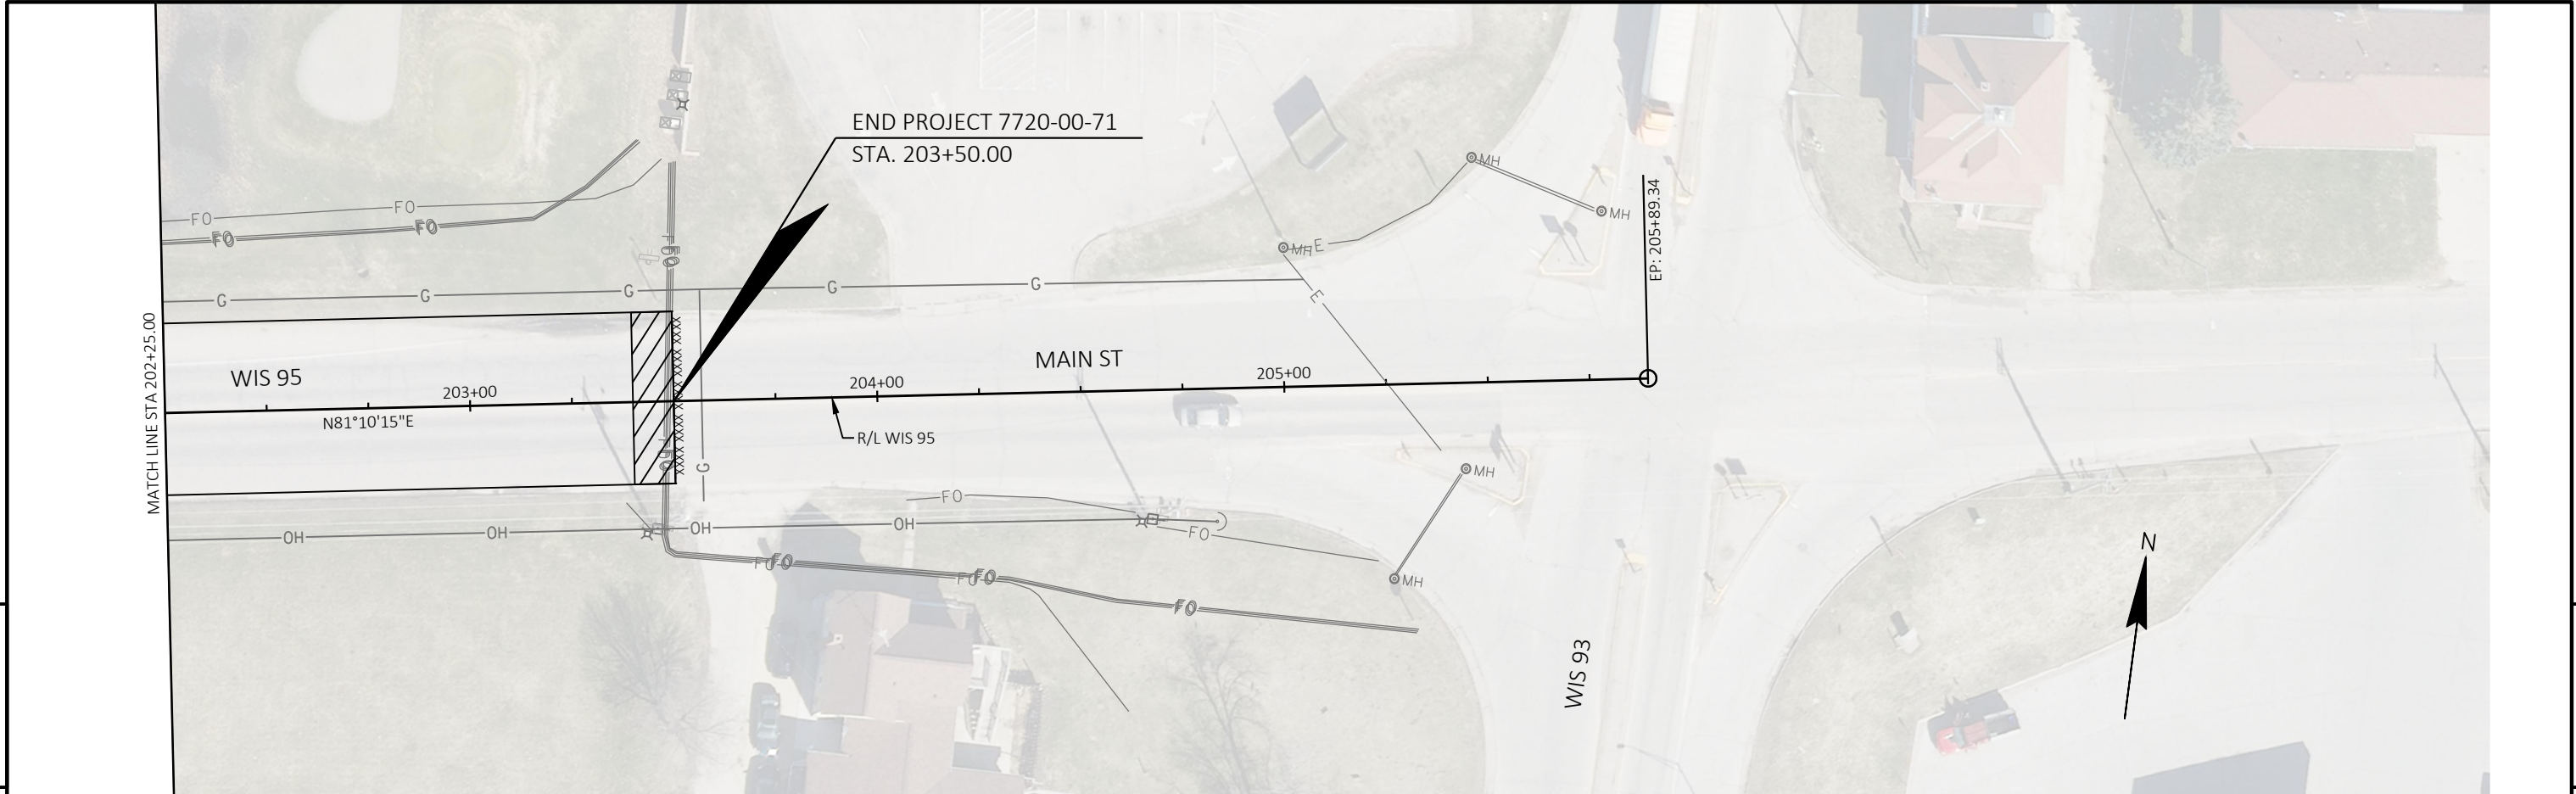 END PROJECT 7720-00-71
STA. 203+50.00
MH
MH
EP: 205+89.34
FO
FO
FO
FO
MH
E
G
G
G
G
G
E
MATCH LINE STA 202+25.00
WIS 95
MAIN ST
203+00
204+00
205+00
N81°10'15"E
R/L WIS 95
G
MH
FO
OH
OH
OH
OH
FO
FO
FO
FO
FO
MH
FO
N
WIS 93